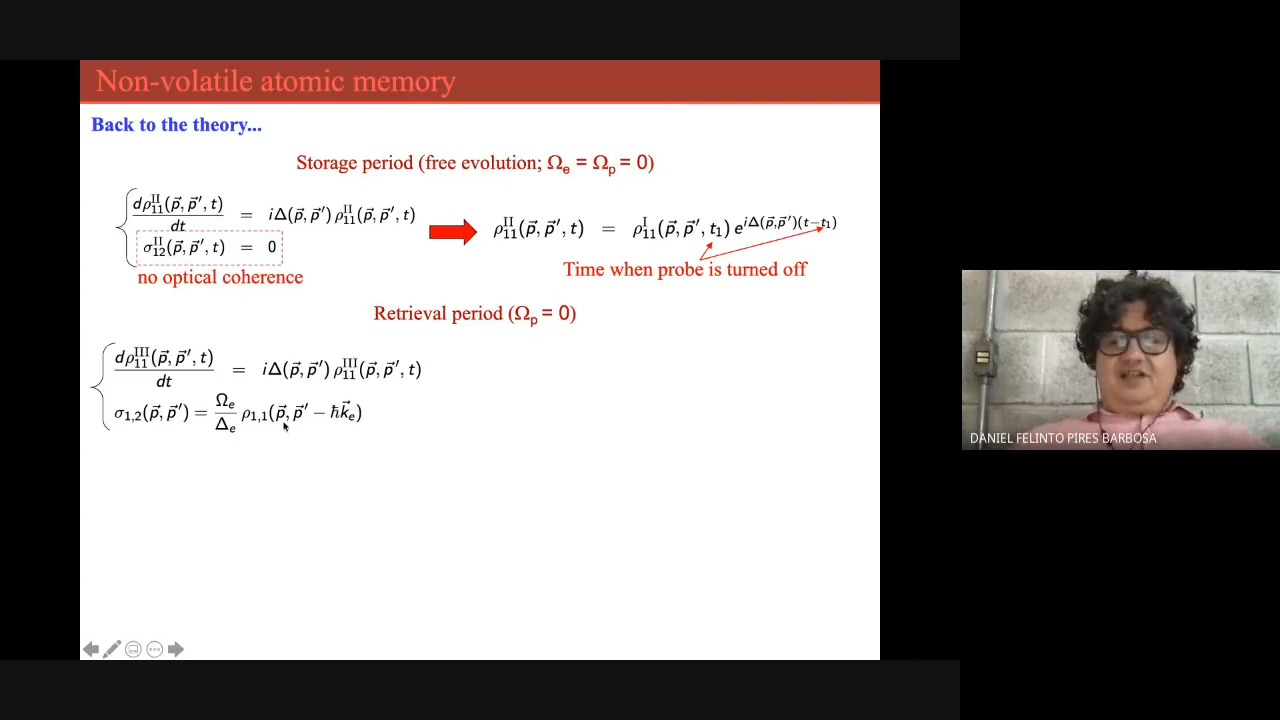 Non-volatile atomic memory
Back to the theory...
Storage period (free evolution; Ωₑ = Ωₚ = 0)
dρ₁₁ᴵᴵ(p⃗, p⃗ ′, t)/dt = iΔ(p⃗, p⃗ ′) ρ₁₁ᴵᴵ(p⃗, p⃗ ′, t)
σ₁₂ᴵᴵ(p⃗, p⃗ ′, t) = 0
no optical coherence
ρ₁₁ᴵᴵ(p⃗, p⃗ ′, t) = ρ₁₁ᴵ(p⃗, p⃗ ′, t₁) e^{iΔ(p⃗,p⃗ ′)(t−t₁)}
Time when probe is turned off
Retrieval period (Ωₚ = 0)
dρ₁₁ᴵᴵᴵ(p⃗, p⃗ ′, t)/dt = iΔ(p⃗, p⃗ ′) ρ₁₁ᴵᴵᴵ(p⃗, p⃗ ′, t)
σ₁,₂(p⃗, p⃗ ′) = Ωₑ/Δₑ ρ₁,₁(p⃗, p⃗ ′ − ħk⃗ₑ)
DANIEL FELINTO PIRES BARBOSA